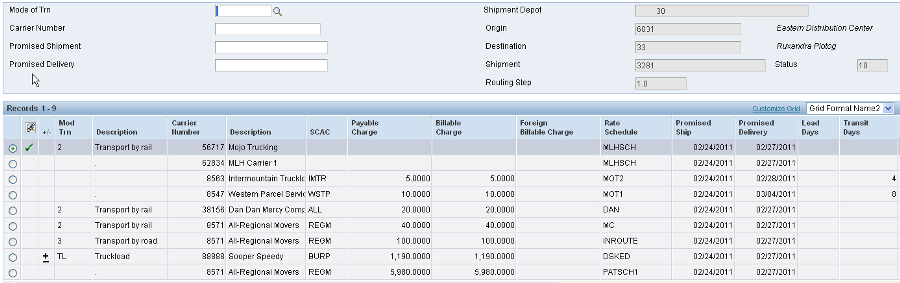 Mode of Trn Shipment Depot 30
Carrier Number Origin 6031 Eastern Distribution Center
Promised Shipment Destination 33 Ruxandra Plotog
Promised Delivery Shipment 3281 Status 10
Routing Step 1.0
Records 1 - 9 Customize Grid Grid Format Name2
+/- Mod Trn Description Carrier Number Description SCAC Payable Charge Billable Charge Foreign Billable Charge Rate Schedule Promised Ship Promised Delivery Load Days Transit Days
2 Transport by rail 56717 Mojo Trucking MLHSCH 02/24/2011 02/27/2011
. 62834 MLH Carrier 1 MLHSCH 02/24/2011 02/27/2011
. 8563 Intermountain Truckic IMTR 5.0000 5.0000 MOT2 02/24/2011 02/28/2011 4
. 8547 Western Parcel Servic WSTP 10.0000 10.0000 MOT1 02/24/2011 03/04/2011 8
2 Transport by rail 38156 Dan Dan Mercy Comp ALL 20.0000 20.0000 DAN 02/24/2011 02/27/2011
2 Transport by rail 8571 All-Regional Movers REGM 40.0000 40.0000 MC 02/24/2011 02/27/2011
3 Transport by road 8571 All-Regional Movers REGM 100.0000 100.0000 INROUTE 02/24/2011 02/27/2011
+ TL Truckload 88888 Sooper Speedy BURP 1,190.0000 1,190.0000 DSKED 02/24/2011 02/27/2011
. 8571 All-Regional Movers REGM 5,980.0000 5,980.0000 PATSCH1 02/24/2011 02/27/2011